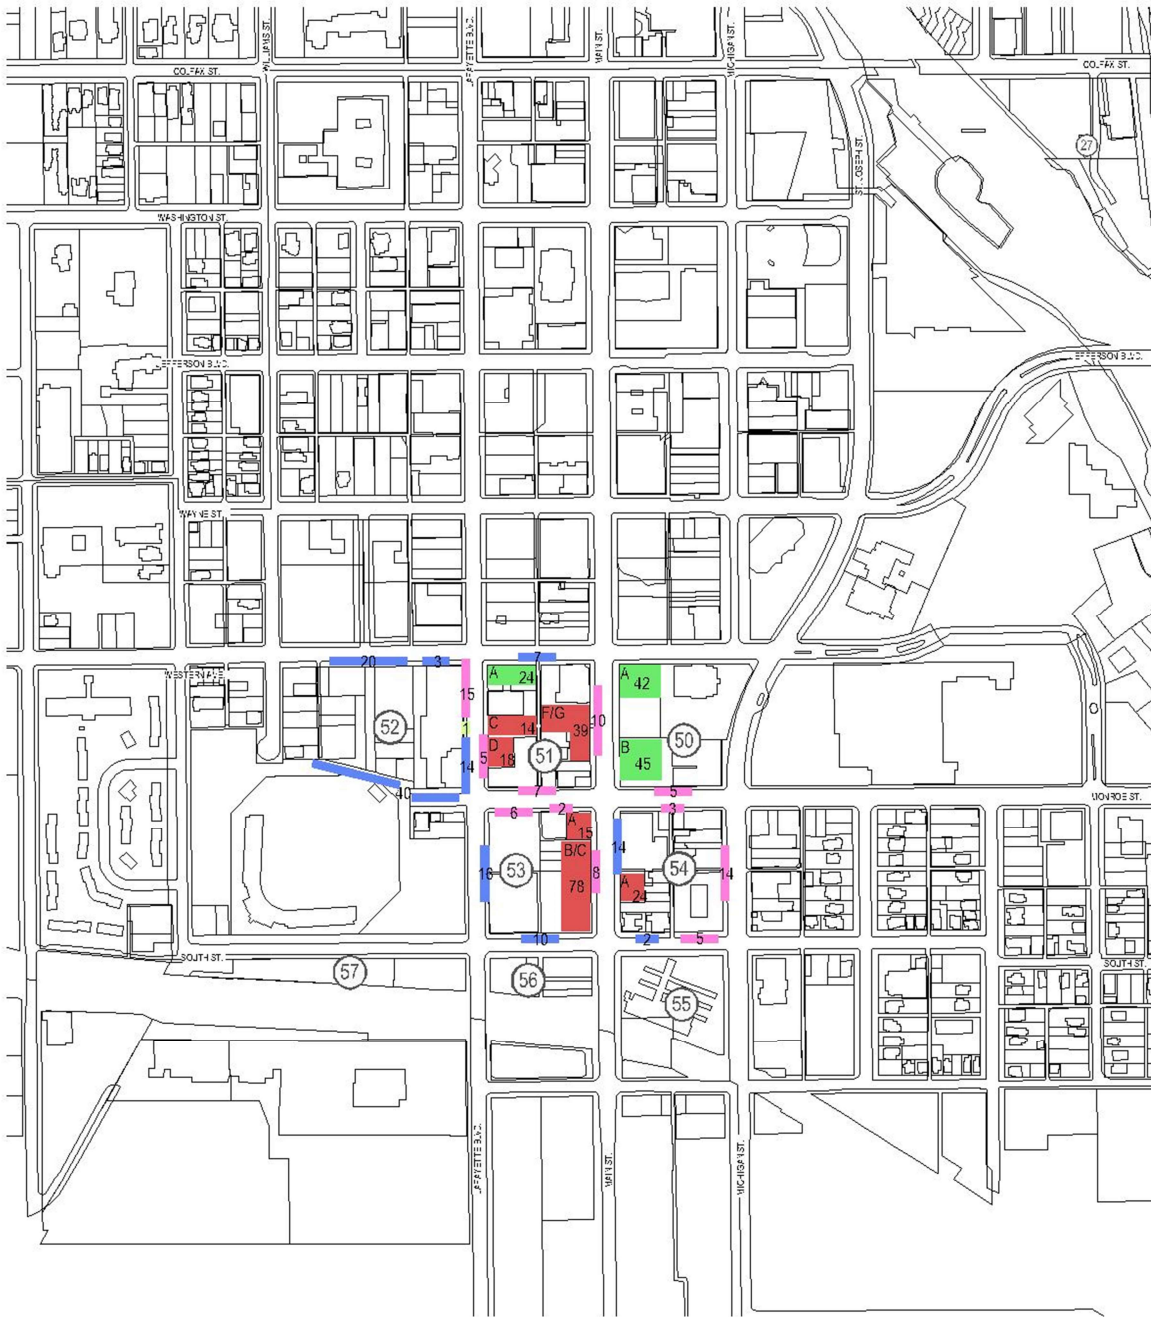 WILLIAMS ST.
LAFAYETTE BLVD.
MAIN ST.
MICHIGAN ST.
COLFAX ST.
COLFAX ST.
27
ST. JOSEPH ST.
WASHINGTON ST.
JEFFERSON BLVD.
JEFFERSON BLVD.
WAYNE ST.
WESTERN AVE.
20
3
7
A
24
A
42
15
C
14
F/G
39
10
1
52
51
50
D
18
5
14
B
45
40
7
5
MONROE ST.
6
2
3
A
15
14
B/C
78
16
53
8
54
14
A
24
10
2
5
SOUTH ST.
SOUTH ST.
57
56
55
LAFAYETTE BLVD.
MAIN ST.
MICHIGAN ST.